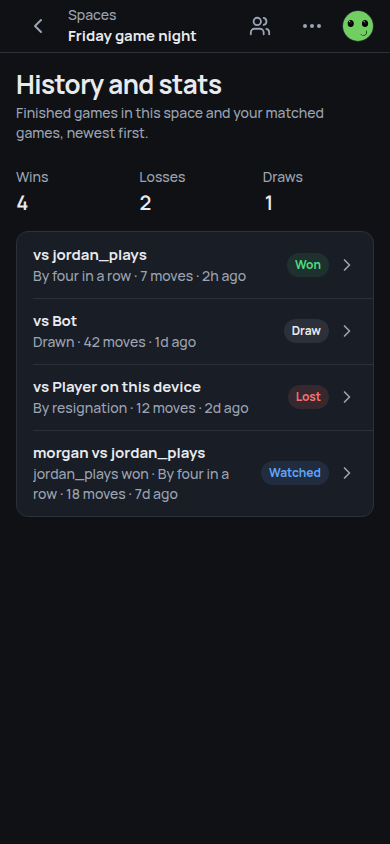 Spaces
Friday game night
History and stats
Finished games in this space and your matched
games, newest first.
Wins
Losses
Draws
4
2
1
vs jordan_plays
By four in a row · 7 moves · 2h ago
Won
vs Bot
Drawn · 42 moves · 1d ago
Draw
vs Player on this device
By resignation · 12 moves · 2d ago
Lost
morgan vs jordan_plays
jordan_plays won · By four in a
row · 18 moves · 7d ago
Watched